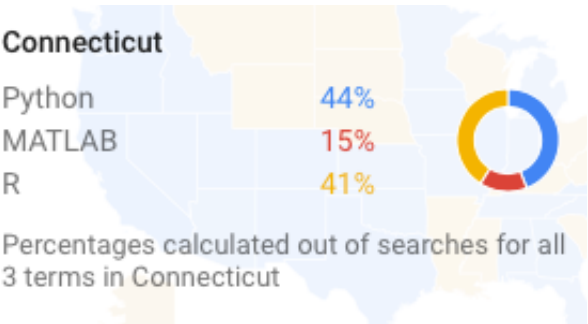 Connecticut
Python 44%
MATLAB 15%
R 41%
Percentages calculated out of searches for all
3 terms in Connecticut